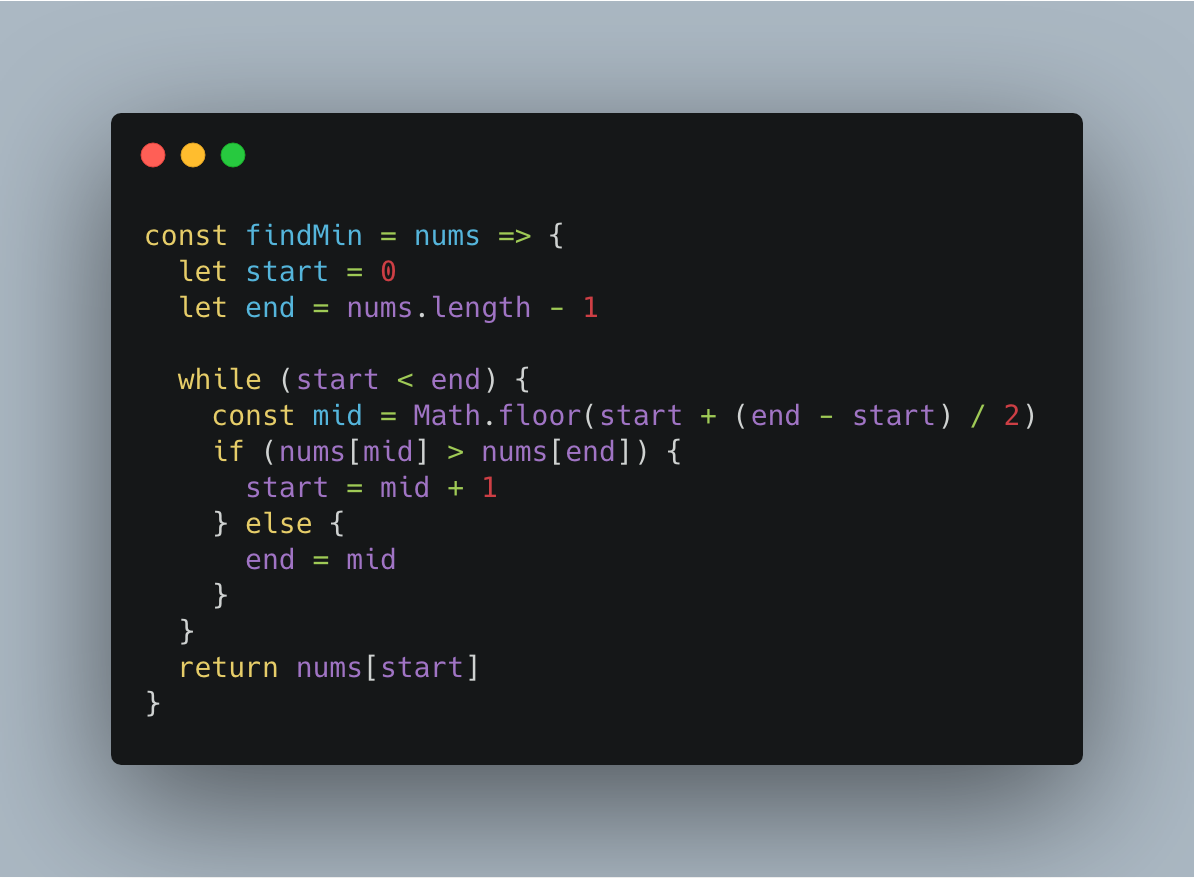 const findMin = nums => {
  let start = 0
  let end = nums.length - 1

  while (start < end) {
    const mid = Math.floor(start + (end - start) / 2)
    if (nums[mid] > nums[end]) {
      start = mid + 1
    } else {
      end = mid
    }
  }
  return nums[start]
}